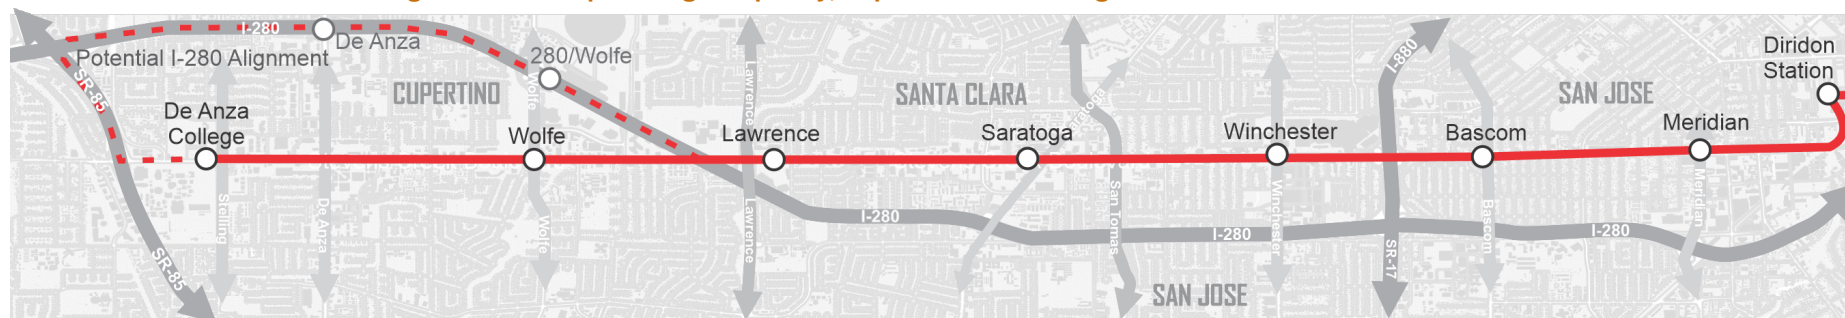 I-280
De Anza
Potential I-280 Alignment
280/Wolfe
SR-85
CUPERTINO
De Anza
College
Wolfe
Wolfe
Lawrence
Lawrence
SANTA CLARA
Saratoga
Saratoga
Winchester
I-880
Bascom
SAN JOSE
Meridian
Diridon
Station
Stelling
De Anza
Wolfe
Lawrence
I-280
San Tomas
I-280
Winchester
SR-17
Bascom
I-280
Meridian
SR-85
SAN JOSE